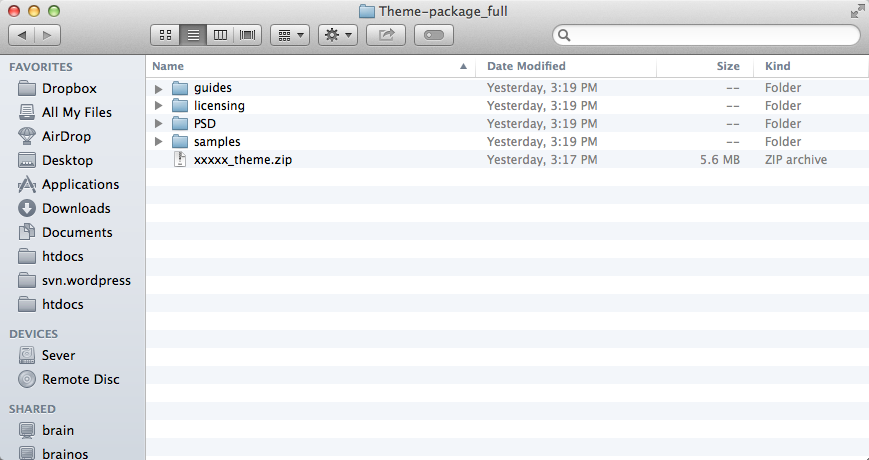 Theme-package_full
FAVORITES
Dropbox
All My Files
AirDrop
Desktop
Applications
Downloads
Documents
htdocs
svn.wordpress
htdocs
DEVICES
Sever
Remote Disc
SHARED
brain
brainos
Name Date Modified Size Kind
guides Yesterday, 3:19 PM -- Folder
licensing Yesterday, 3:19 PM -- Folder
PSD Yesterday, 3:19 PM -- Folder
samples Yesterday, 3:19 PM -- Folder
xxxxx_theme.zip Yesterday, 3:17 PM 5.6 MB ZIP archive